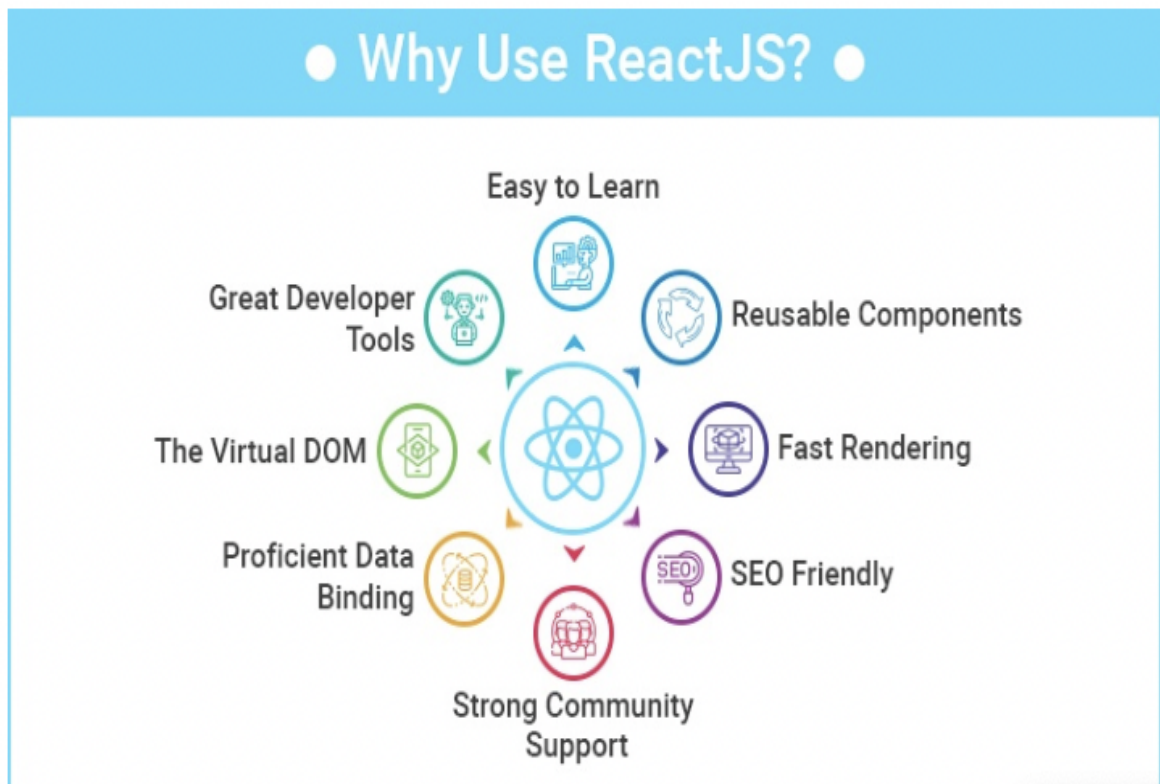 Why Use ReactJS?
Easy to Learn
Great Developer
Tools
Reusable Components
The Virtual DOM
Fast Rendering
Proficient Data
Binding
SEO
SEO Friendly
Strong Community
Support